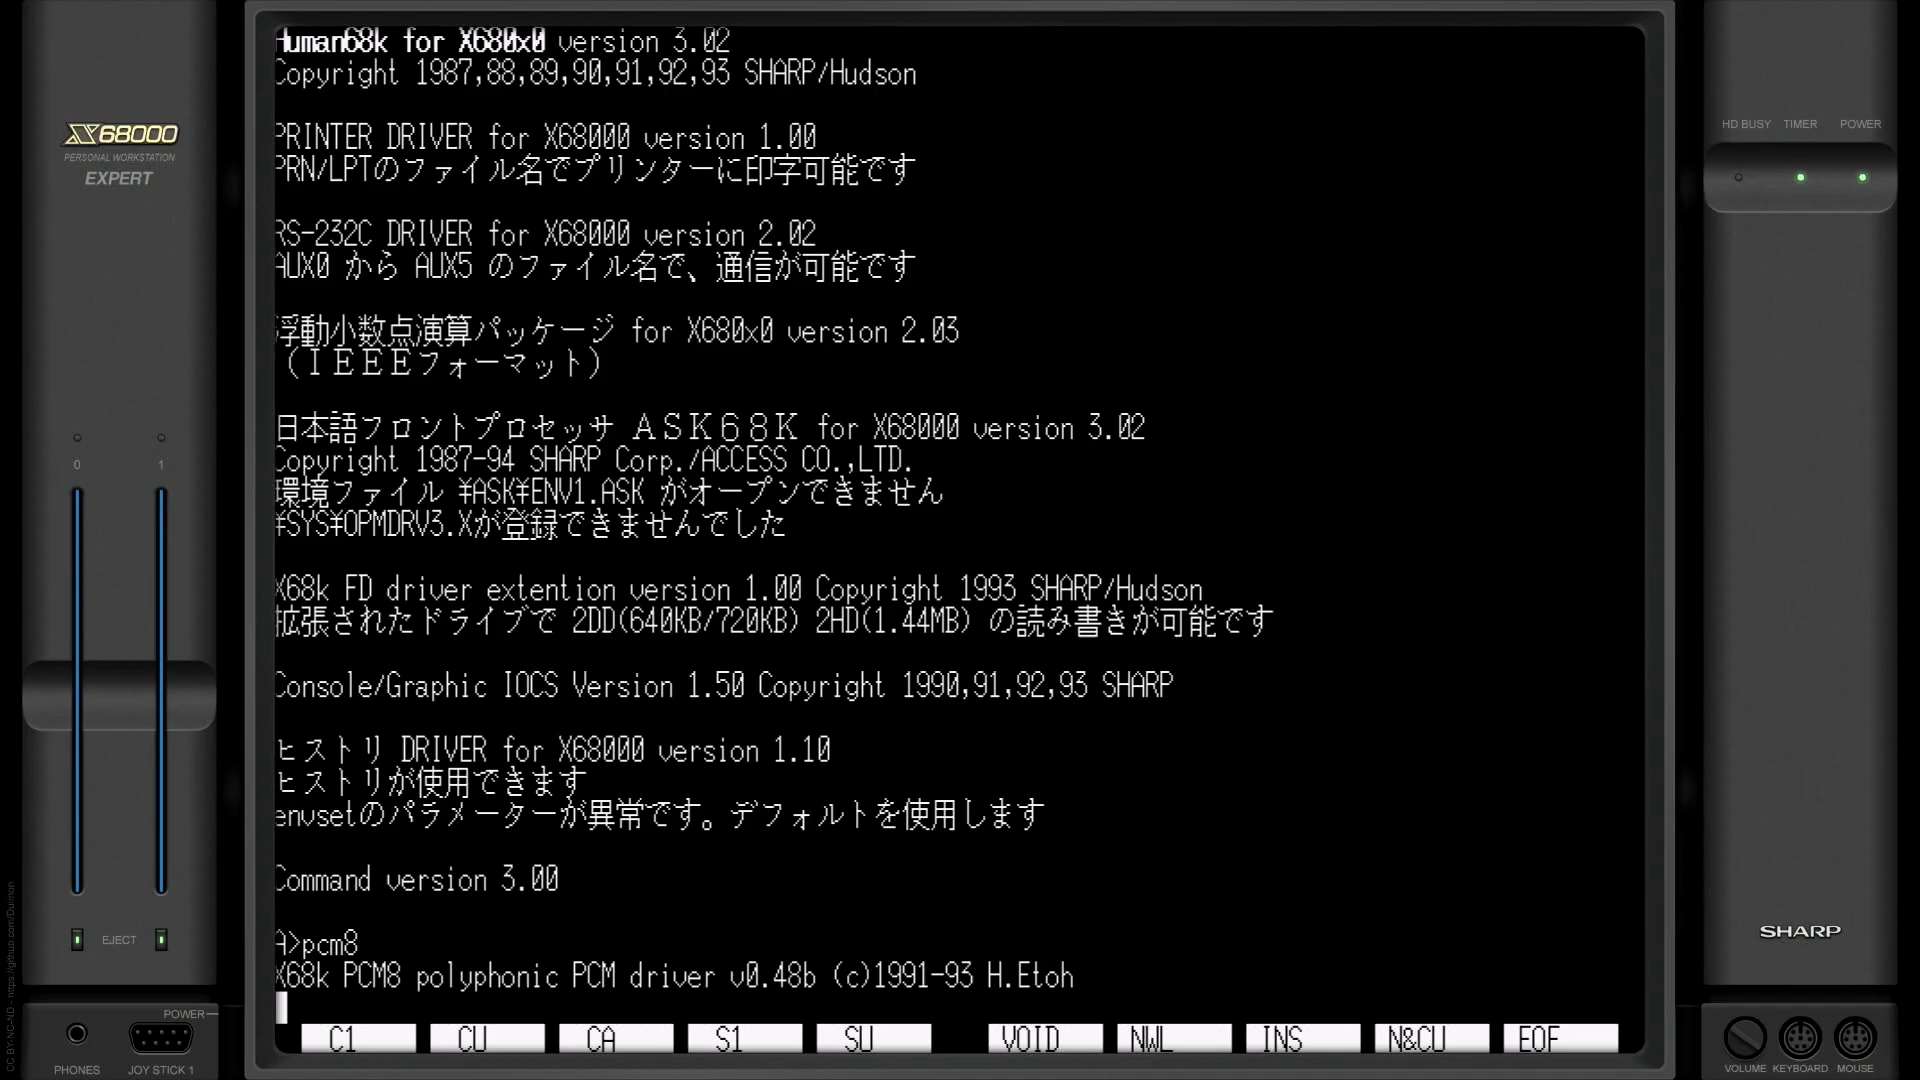 Human68k for X680x0 version 3.02
Copyright 1987,88,89,90,91,92,93 SHARP/Hudson
PRINTER DRIVER for X68000 version 1.00
PRN/LPTのファイル名でプリンターに印字可能です
RS-232C DRIVER for X68000 version 2.02
AUX0 から AUX5 のファイル名で、通信が可能です
浮動小数点演算パッケージ for X680x0 version 2.03
（ＩＥＥＥフォーマット）
日本語フロントプロセッサ ＡＳＫ６８Ｋ for X68000 version 3.02
Copyright 1987-94 SHARP Corp./ACCESS CO.,LTD.
環境ファイル ¥ASK¥ENV1.ASK がオープンできません
¥SYS¥OPMDRV3.Xが登録できませんでした
X68k FD driver extention version 1.00 Copyright 1993 SHARP/Hudson
拡張されたドライブで 2DD(640KB/720KB) 2HD(1.44MB) の読み書きが可能です
Console/Graphic IOCS Version 1.50 Copyright 1990,91,92,93 SHARP
ヒストリ DRIVER for X68000 version 1.10
ヒストリが使用できます
envsetのパラメーターが異常です。デフォルトを使用します
Command version 3.00
A>pcm8
X68k PCM8 polyphonic PCM driver v0.48b (c)1991-93 H.Etoh
C1 CU CA S1 SU VOID NWL INS N&CU EOF
X68000
PERSONAL WORKSTATION
EXPERT
0 1
EJECT
POWER
PHONES JOY STICK 1
CC BY-NC-ND - https://github.com/Duimon
HD BUSY TIMER POWER
SHARP
VOLUME KEYBOARD MOUSE